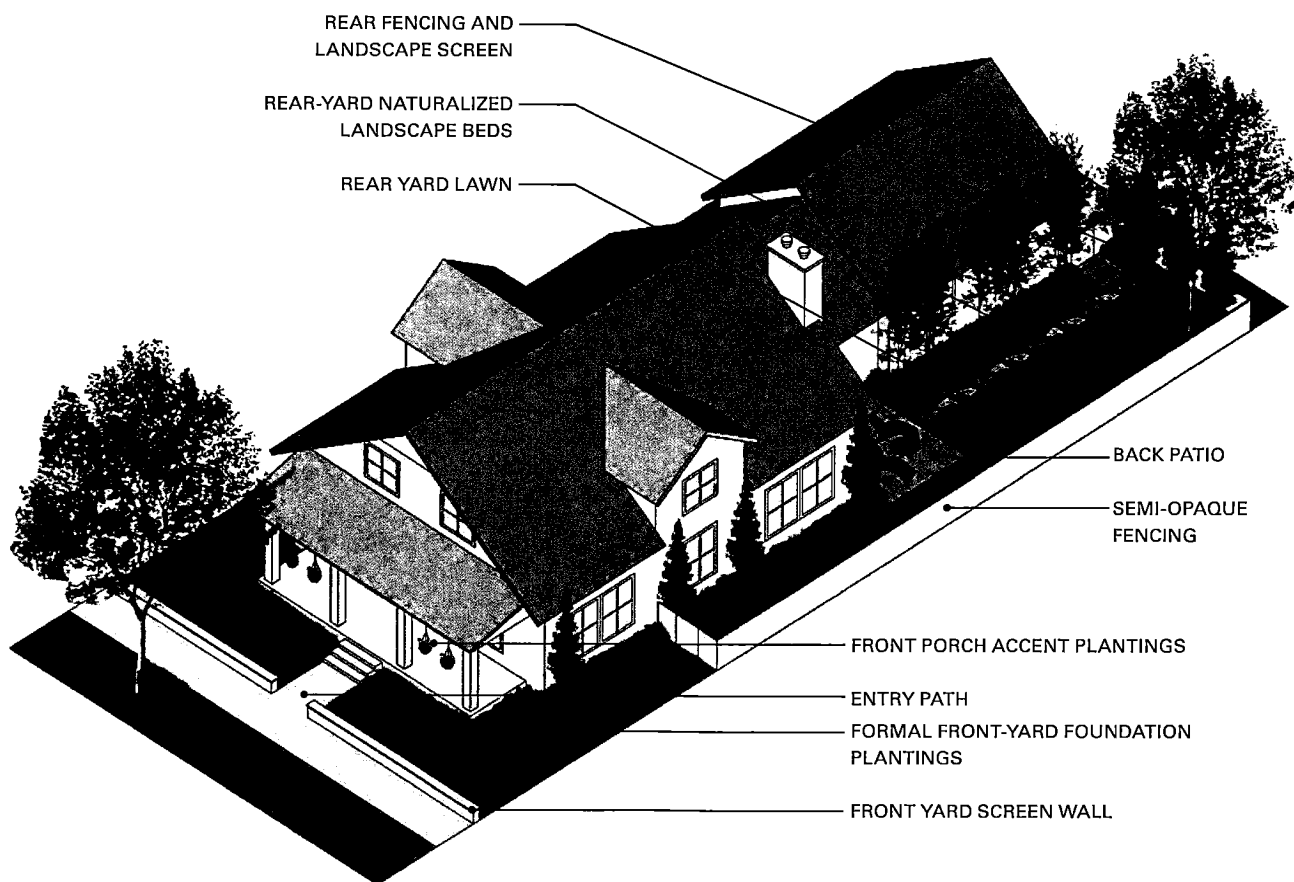 REAR FENCING AND
LANDSCAPE SCREEN
REAR-YARD NATURALIZED
LANDSCAPE BEDS
REAR YARD LAWN
BACK PATIO
SEMI-OPAQUE
FENCING
FRONT PORCH ACCENT PLANTINGS
ENTRY PATH
FORMAL FRONT-YARD FOUNDATION
PLANTINGS
FRONT YARD SCREEN WALL